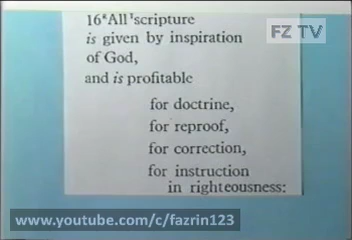 FZ TV
16 All scripture
is given by inspiration
of God,
and is profitable
for doctrine,
for reproof,
for correction,
for instruction
in righteousness:
www.youtube.com/c/fazrin123